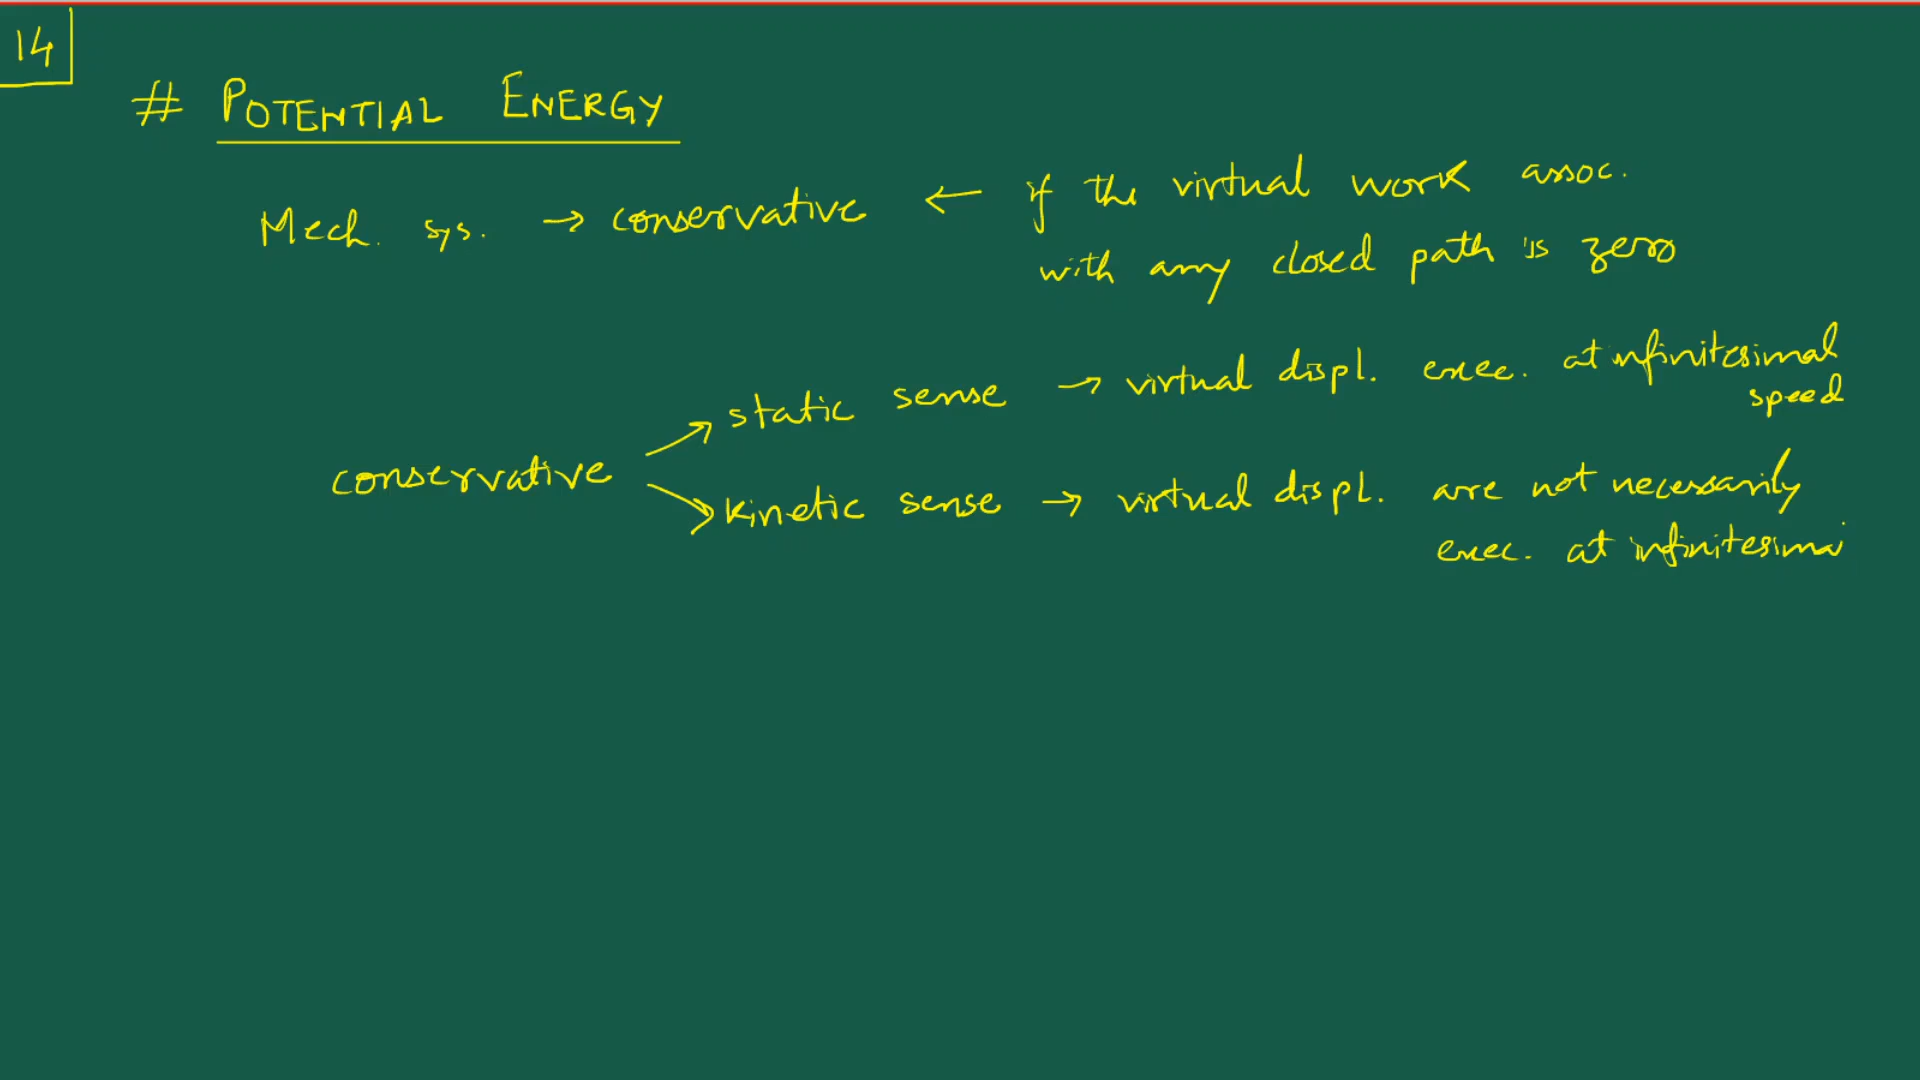 14
# POTENTIAL ENERGY
Mech. sys. → conservative ← if the virtual work assoc.
with any closed path is zero
static sense → virtual displ. exec. at infinitesimal
speed
conservative
kinetic sense → virtual displ. are not necessarily
exec. at infinitesima